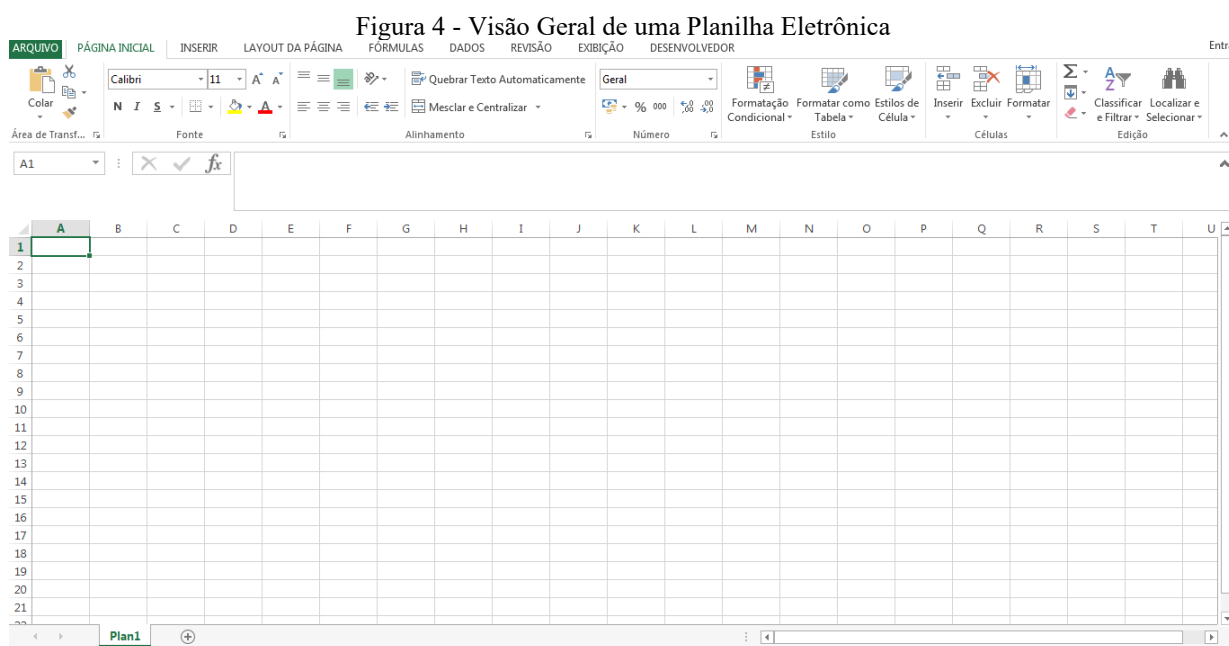 Figura 4 - Visão Geral de uma Planilha Eletrônica
ARQUIVO PÁGINA INICIAL INSERIR LAYOUT DA PÁGINA FÓRMULAS DADOS REVISÃO EXIBIÇÃO DESENVOLVEDOR Entr
Calibri 11 A A Quebrar Texto Automaticamente Geral
Colar N I S A Mesclar e Centralizar % 000 ,00 ,0 Formatação Condicional Formatar como Tabela Estilos de Célula Inserir Excluir Formatar Σ Classificar e Filtrar Localizar e Selecionar
Área de Transf... Fonte Alinhamento Número Estilo Células Edição
A1 fx
A B C D E F G H I J K L M N O P Q R S T U
1
2
3
4
5
6
7
8
9
10
11
12
13
14
15
16
17
18
19
20
21
Plan1